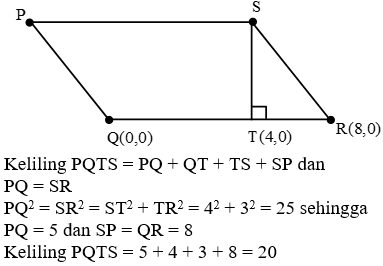 P S
Q(0,0) T(4,0) R(8,0)
Keliling PQTS = PQ + QT + TS + SP dan
PQ = SR
PQ² = SR² = ST² + TR² = 4² + 3² = 25 sehingga
PQ = 5 dan SP = QR = 8
Keliling PQTS = 5 + 4 + 3 + 8 = 20